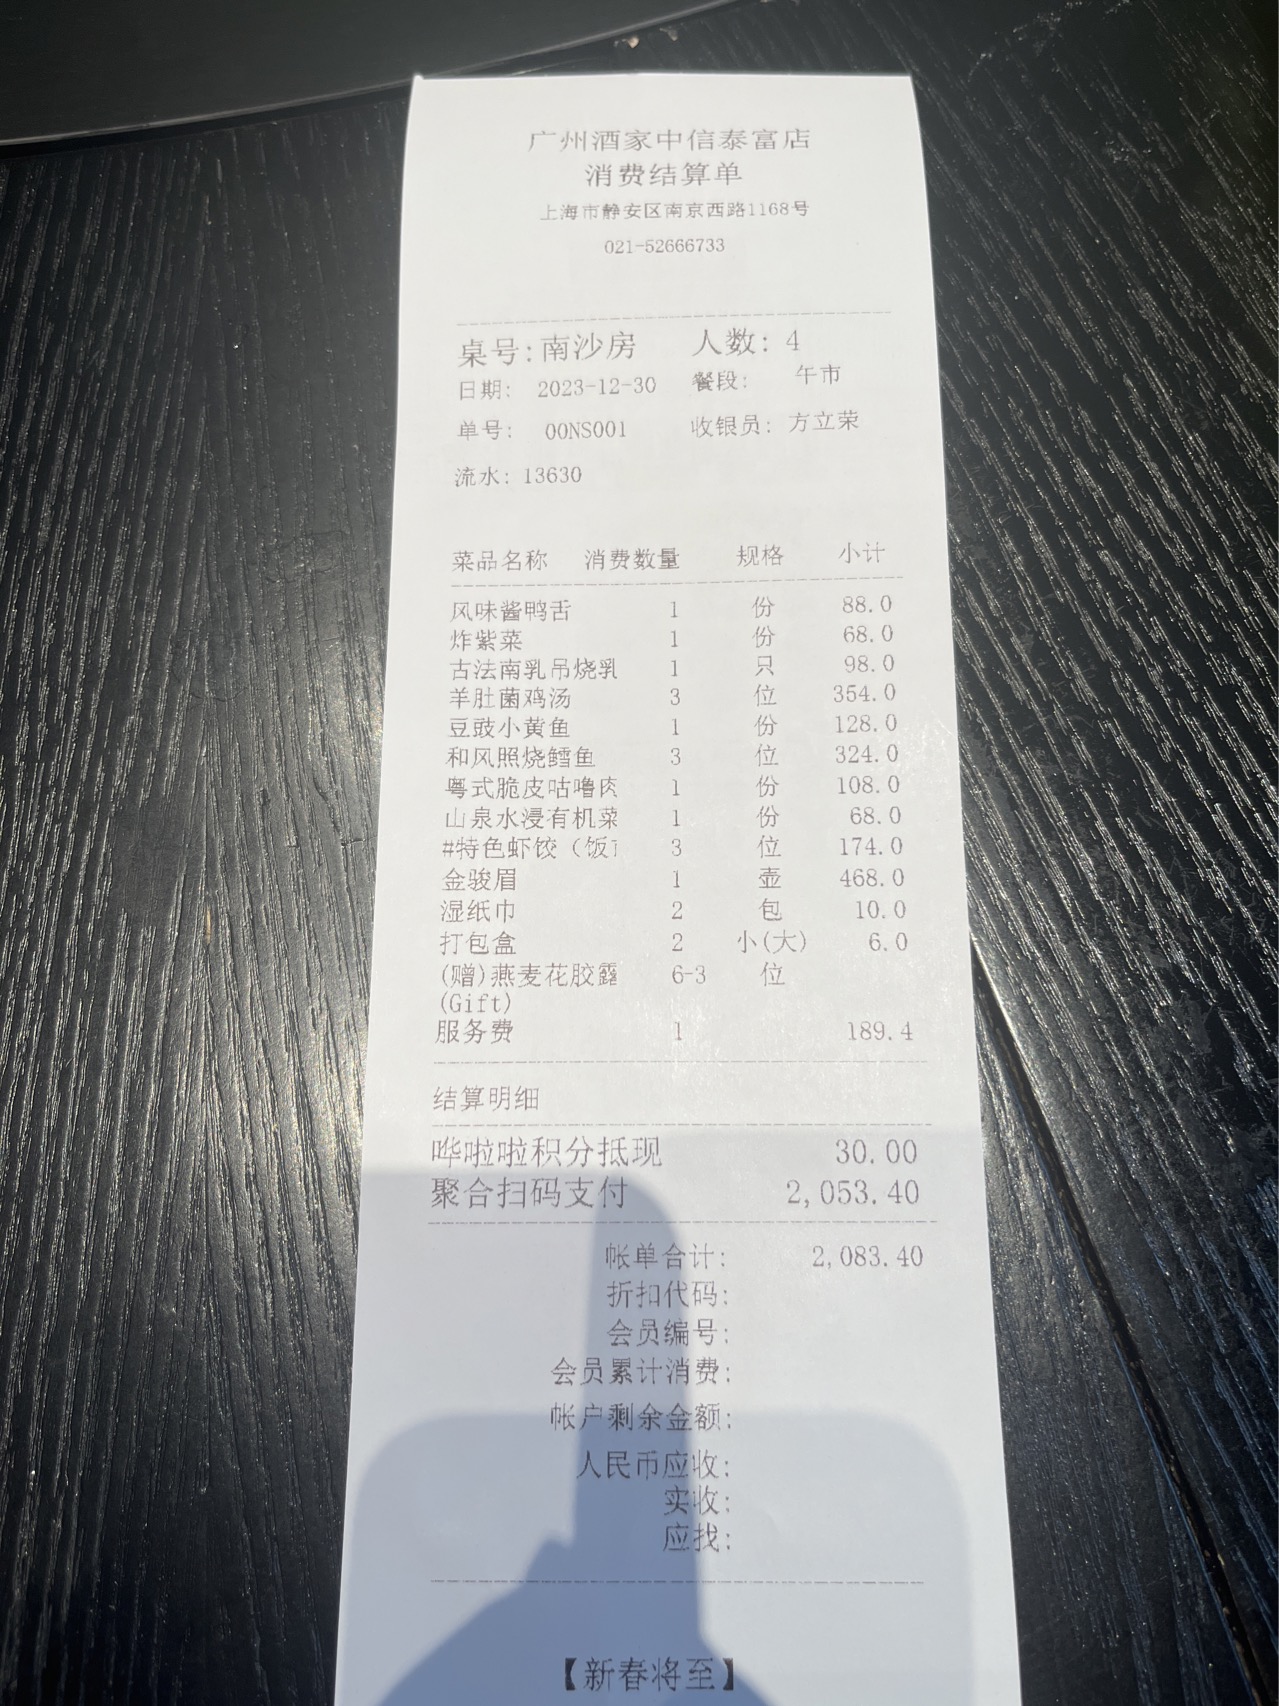 广州酒家中信泰富店
消费结算单
上海市静安区南京西路1168号
021-52666733
桌号:南沙房 人数: 4
日期: 2023-12-30 餐段: 午市
单号: 00NS001 收银员: 方立荣
流水: 13630
菜品名称 消费数量 规格 小计
风味酱鸭舌 1 份 88.0
炸紫菜 1 份 68.0
古法南乳吊烧乳 1 只 98.0
羊肚菌鸡汤 3 位 354.0
豆豉小黄鱼 1 份 128.0
和风照烧鳕鱼 3 位 324.0
粤式脆皮咕噜肉 1 份 108.0
山泉水浸有机菜 1 份 68.0
#特色虾饺（饭 3 位 174.0
金骏眉 1 壶 468.0
湿纸巾 2 包 10.0
打包盒 2 小(大) 6.0
(赠)燕麦花胶露 6-3 位
(Gift)
服务费 1 189.4
结算明细
哗啦啦积分抵现 30.00
聚合扫码支付 2,053.40
帐单合计: 2,083.40
折扣代码:
会员编号:
会员累计消费:
帐户剩余金额:
人民币应收:
实收:
应找:
【新春将至】